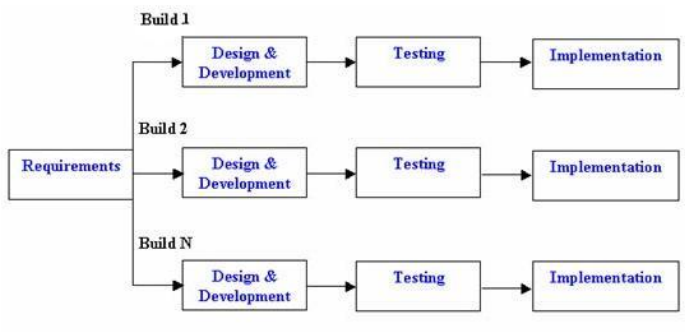 Build 1
Design &
Development
Testing
Implementation
Build 2
Requirements
Design &
Development
Testing
Implementation
Build N
Design &
Development
Testing
Implementation